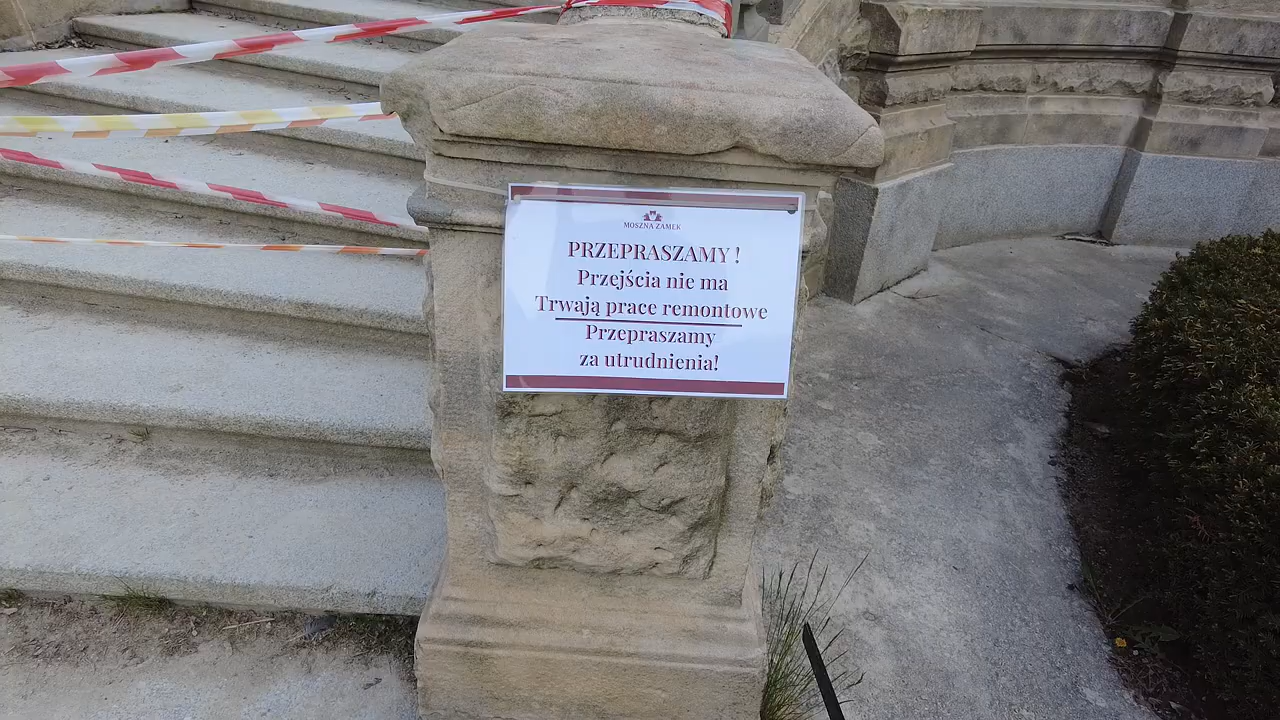 MOSZNA ZAMEK
PRZEPRASZAMY !
Przejścia nie ma
Trwają prace remontowe
Przepraszamy
za utrudnienia!